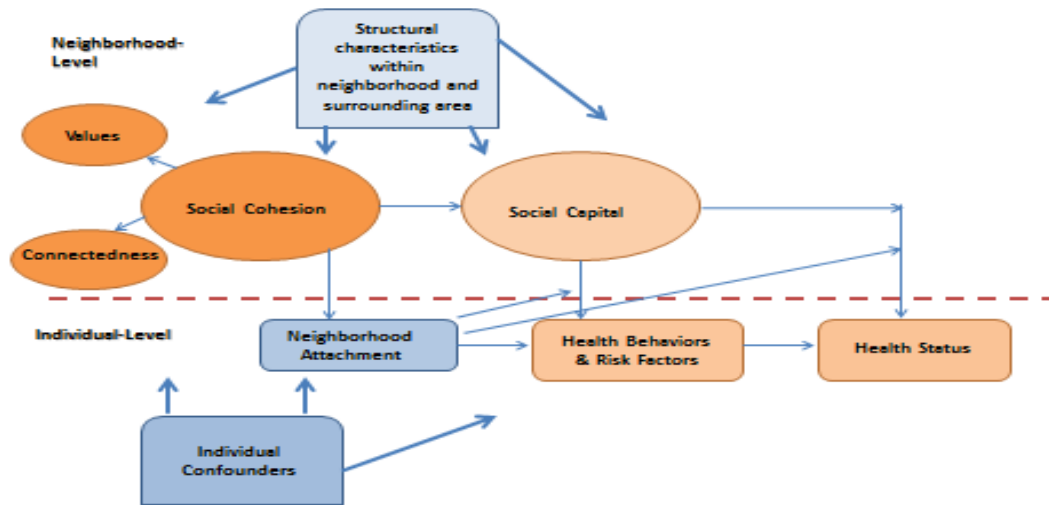 Neighborhood-
Level
Structural
characteristics
within
neighborhood and
surrounding area
Values
Social Cohesion
Social Capital
Connectedness
Individual-Level
Neighborhood
Attachment
Health Behaviors
& Risk Factors
Health Status
Individual
Confounders